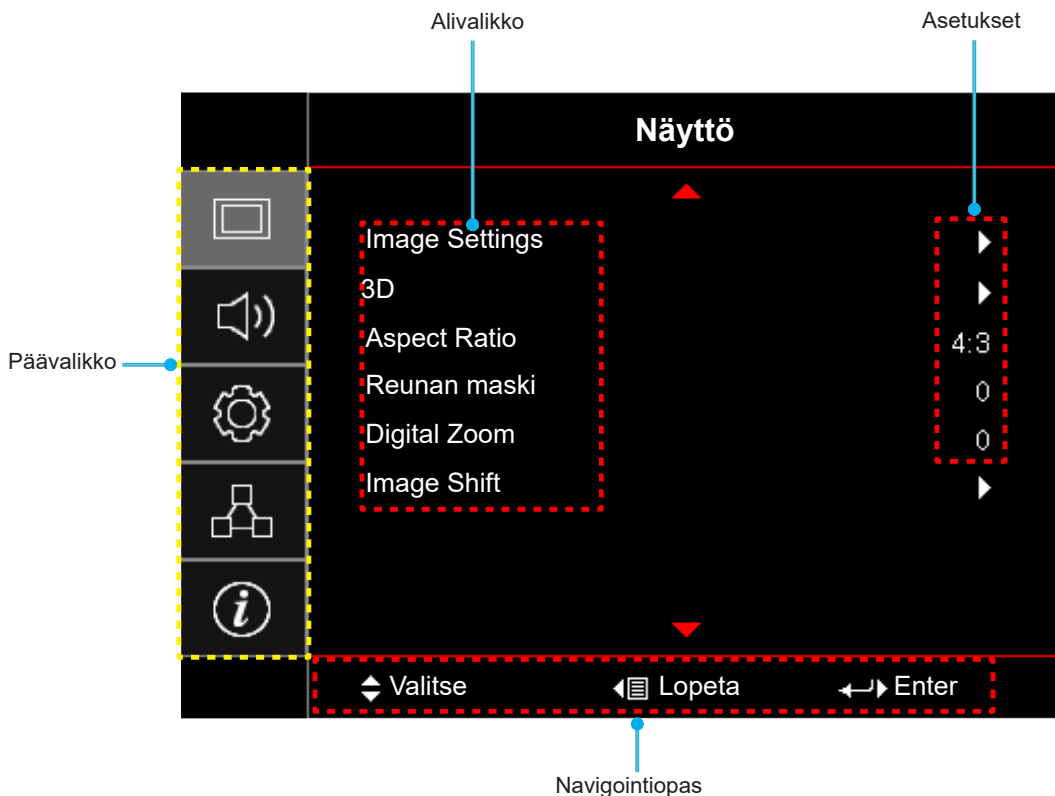 Alivalikko
Asetukset
Näyttö
Image Settings
3D
Aspect Ratio 4:3
Reunan maski 0
Digital Zoom 0
Image Shift
Päävalikko
i
Valitse Lopeta Enter
Navigointiopas